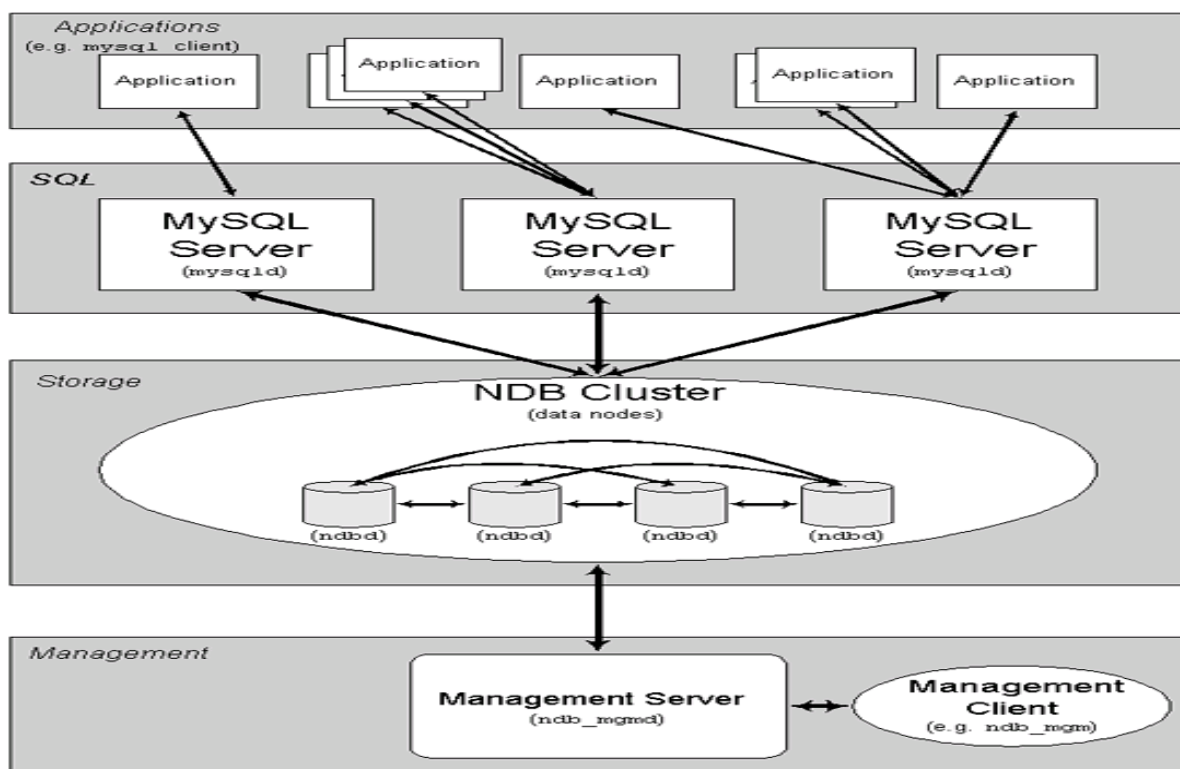 Applications
(e.g. mysql client)
Application
Application
Application
Application
Application
SQL
MySQL
Server
(mysqld)
MySQL
Server
(mysqld)
MySQL
Server
(mysqld)
Storage
NDB Cluster
(data nodes)
(ndbd)
(ndbd)
(ndbd)
(ndbd)
Management
Management Server
(ndb_mgmd)
Management
Client
(e.g. ndb_mgm)